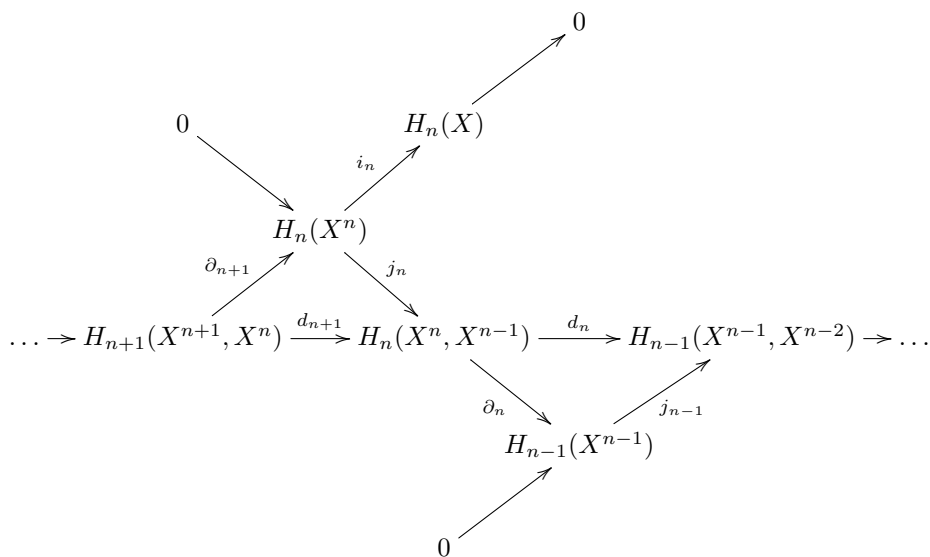 0
0 H_n(X)
i_n
H_n(X^n)
∂_{n+1} j_n
… → H_{n+1}(X^{n+1}, X^n) d_{n+1} → H_n(X^n, X^{n−1}) d_n → H_{n−1}(X^{n−1}, X^{n−2}) → …
∂_n j_{n−1}
H_{n−1}(X^{n−1})
0